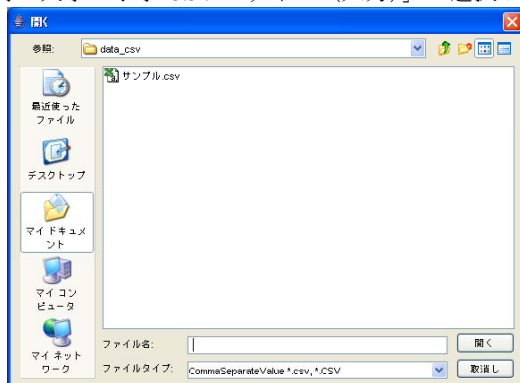 開く
参照: data_csv
サンプル.csv
最近使った
ファイル
デスクトップ
マイ ドキュメ
ント
マイ コン
ピュータ
マイ ネット
ワーク
ファイル名: 開く
ファイルタイプ: CommaSeparateValue *.csv, *.CSV 取消し